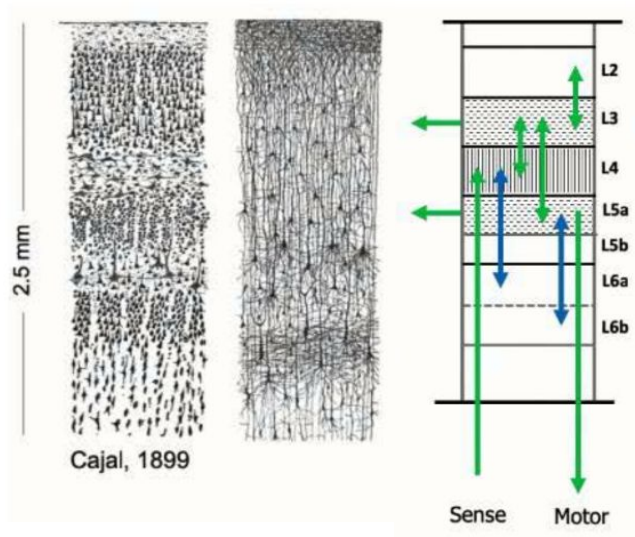 2.5 mm
Cajal, 1899
L2
L3
L4
L5a
L5b
L6a
L6b
Sense
Motor